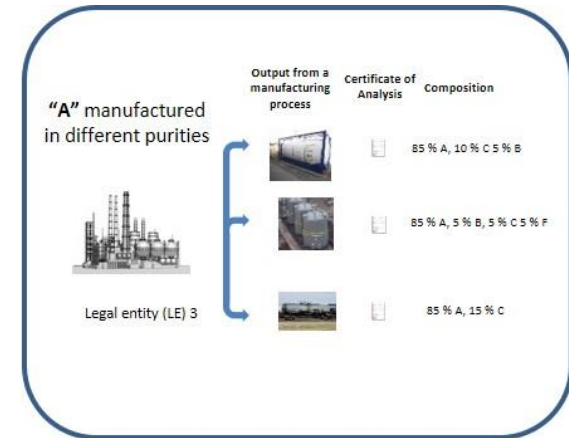 Output from a
manufacturing
process
Certificate of
Analysis
Composition
“A” manufactured
in different purities
85 % A, 10 % C 5 % B
85 % A, 5 % B, 5 % C 5 % F
Legal entity (LE) 3
85 % A, 15 % C